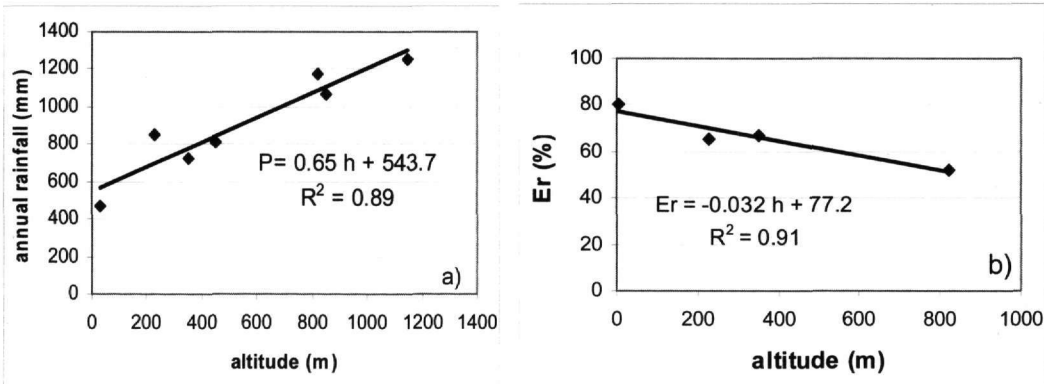 1400
1200
1000
800
600
400
200
0
annual rainfall (mm)
P= 0.65 h + 543.7
R² = 0.89
a)
0 200 400 600 800 1000 1200 1400
altitude (m)
100
80
60
40
20
0
Er (%)
Er = -0.032 h + 77.2
R² = 0.91
b)
0 200 400 600 800 1000
altitude (m)